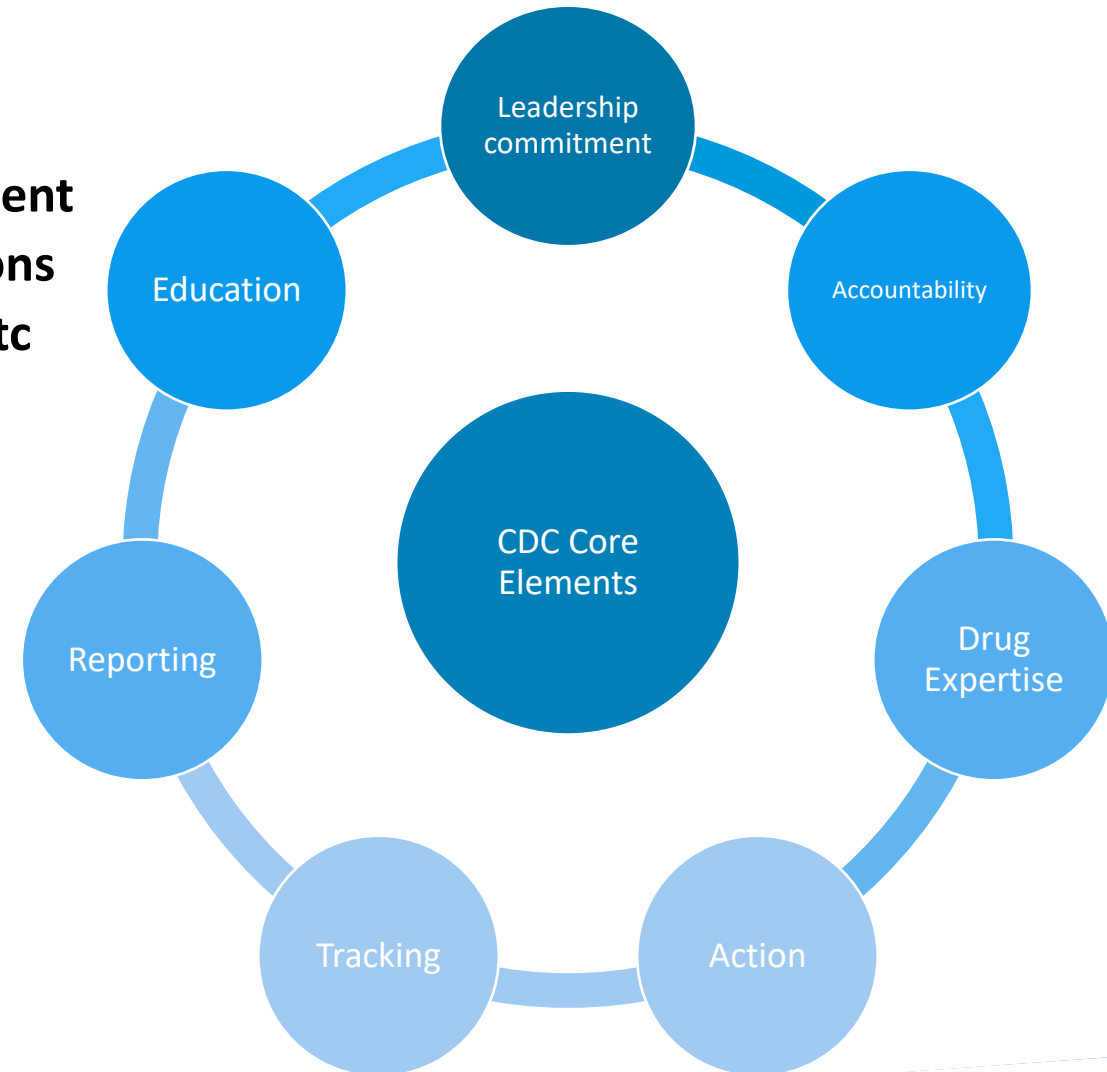 Leadership
commitment
ent
ons
tc
Education
Accountability
CDC Core
Elements
Reporting
Drug
Expertise
Tracking
Action